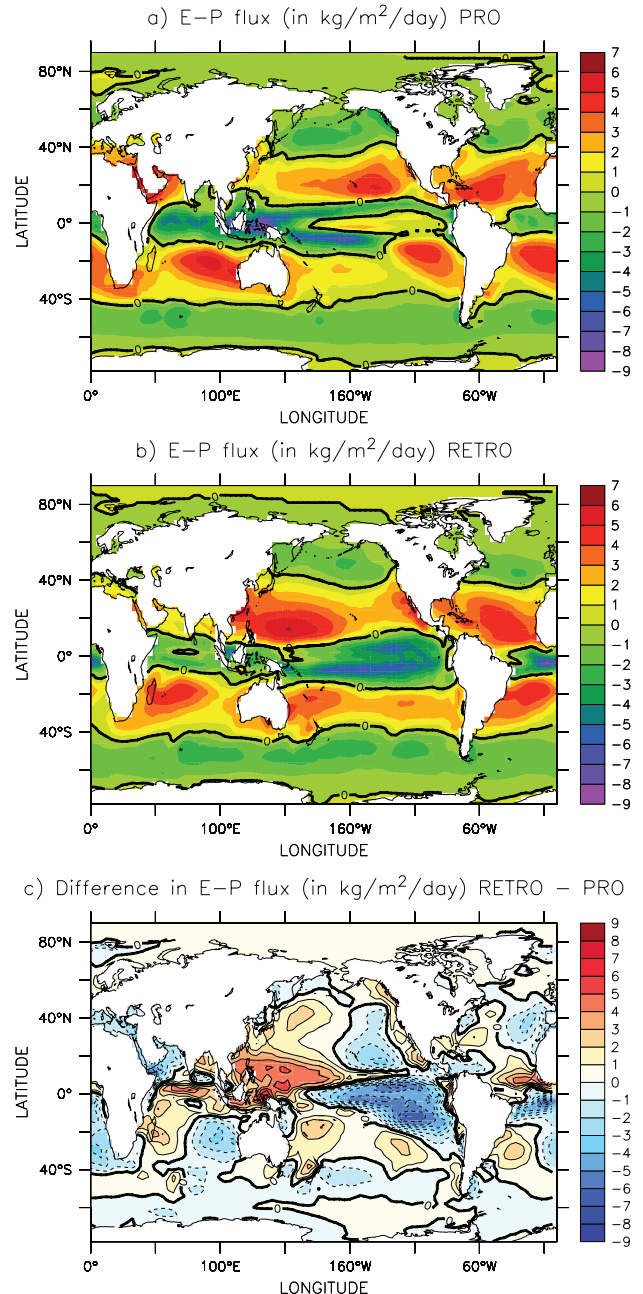 a) E-P flux (in kg/m²/day) PRO
80°N
40°N
0°
40°S
LATITUDE
0°
100°E
160°W
60°W
LONGITUDE
7
6
5
4
3
2
1
0
-1
-2
-3
-4
-5
-6
-7
-8
-9
b) E-P flux (in kg/m²/day) RETRO
80°N
40°N
0°
40°S
LATITUDE
0°
100°E
160°W
60°W
LONGITUDE
7
6
5
4
3
2
1
0
-1
-2
-3
-4
-5
-6
-7
-8
-9
c) Difference in E-P flux (in kg/m²/day) RETRO - PRO
80°N
40°N
0°
40°S
LATITUDE
0°
100°E
160°W
60°W
LONGITUDE
9
8
7
6
5
4
3
2
1
0
-1
-2
-3
-4
-5
-6
-7
-8
-9